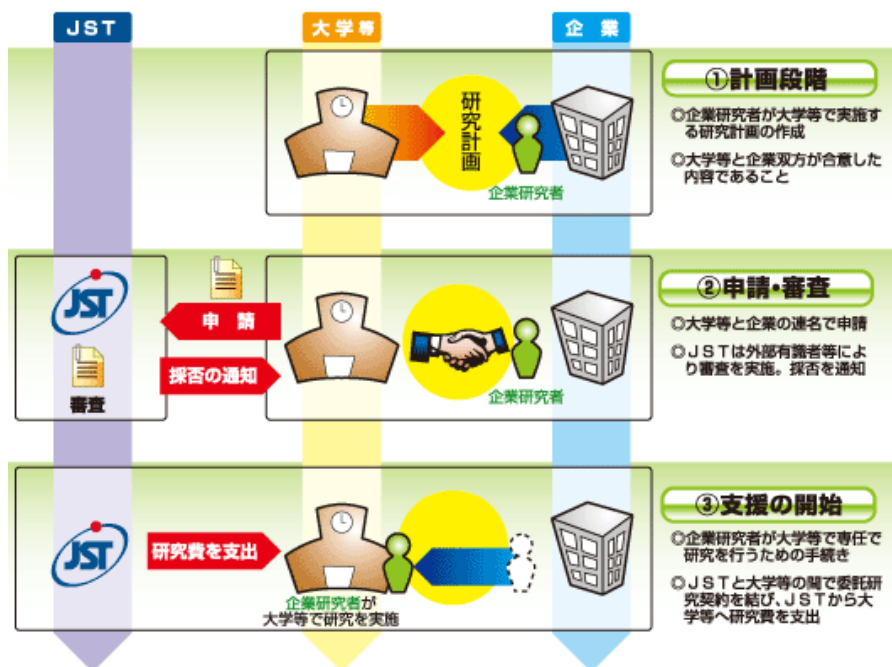 JST
大学等
企業
研究計画
企業研究者
①計画段階
◎企業研究者が大学等で実施す
る研究計画の作成
◎大学等と企業双方が合意した
内容であること
JST
審査
申請
採否の通知
企業研究者
②申請・審査
◎大学等と企業の連名で申請
◎JSTは外部有識者等によ
り審査を実施。採否を通知
JST
研究費を支出
企業研究者が
大学等で研究を実施
③支援の開始
◎企業研究者が大学等で専任で
研究を行うための手続き
◎JSTと大学等の間で委託研
究契約を結び、JSTから大
学等へ研究費を支出